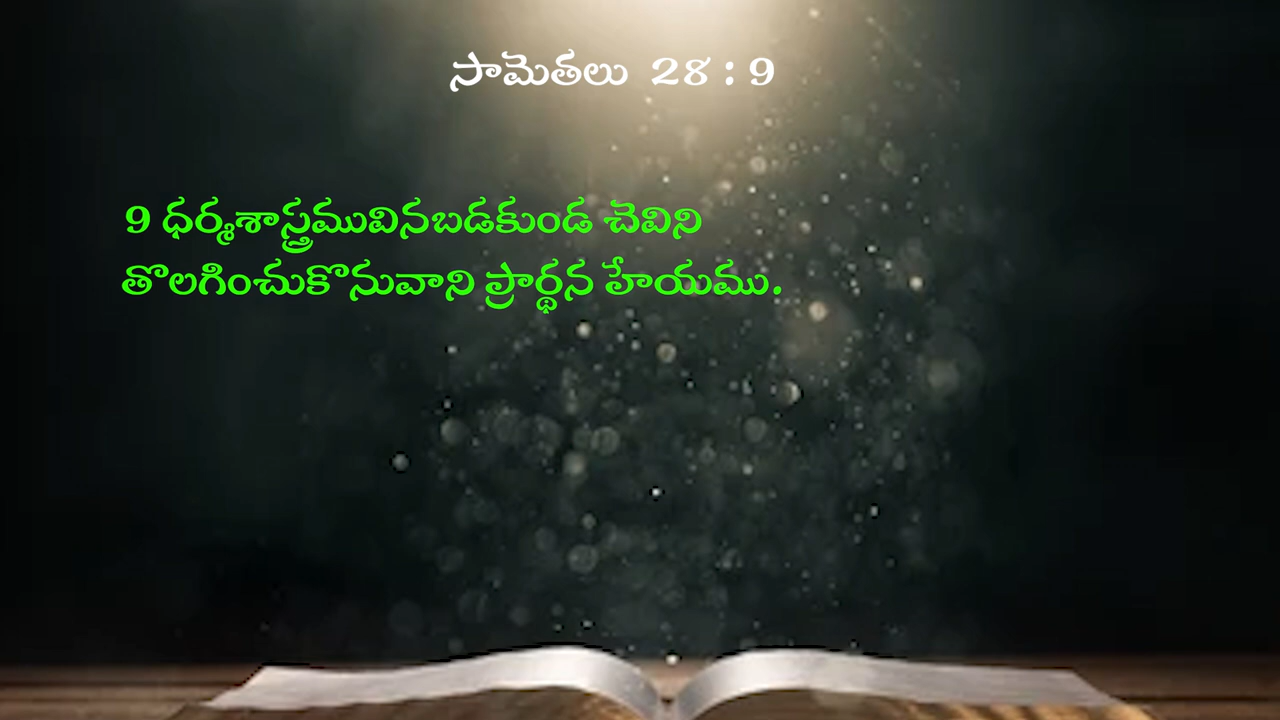 సామెతలు 28 : 9
9 ధర్మశాస్త్రమువినబడకుండ చెవిని
తొలగించుకొనువాని ప్రార్థన హేయము.